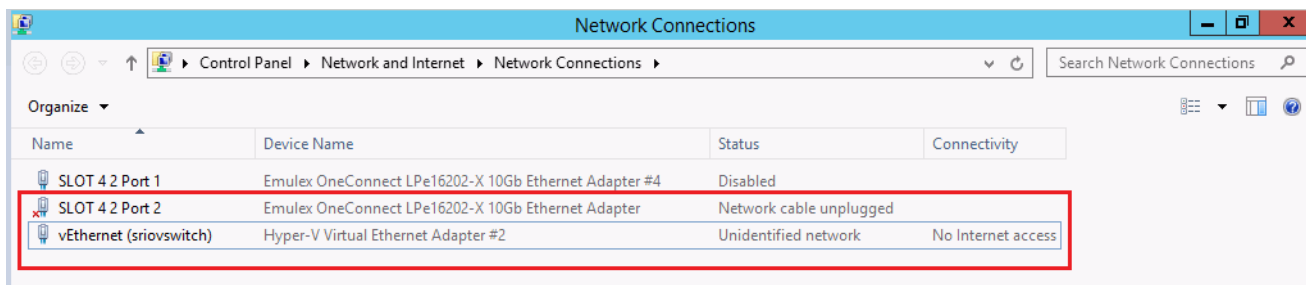 Network Connections
Control Panel Network and Internet Network Connections
Search Network Connections
Organize
Name Device Name Status Connectivity
SLOT 4 2 Port 1 Emulex OneConnect LPe16202-X 10Gb Ethernet Adapter #4 Disabled
SLOT 4 2 Port 2 Emulex OneConnect LPe16202-X 10Gb Ethernet Adapter Network cable unplugged
vEthernet (sriovswitch) Hyper-V Virtual Ethernet Adapter #2 Unidentified network No Internet access